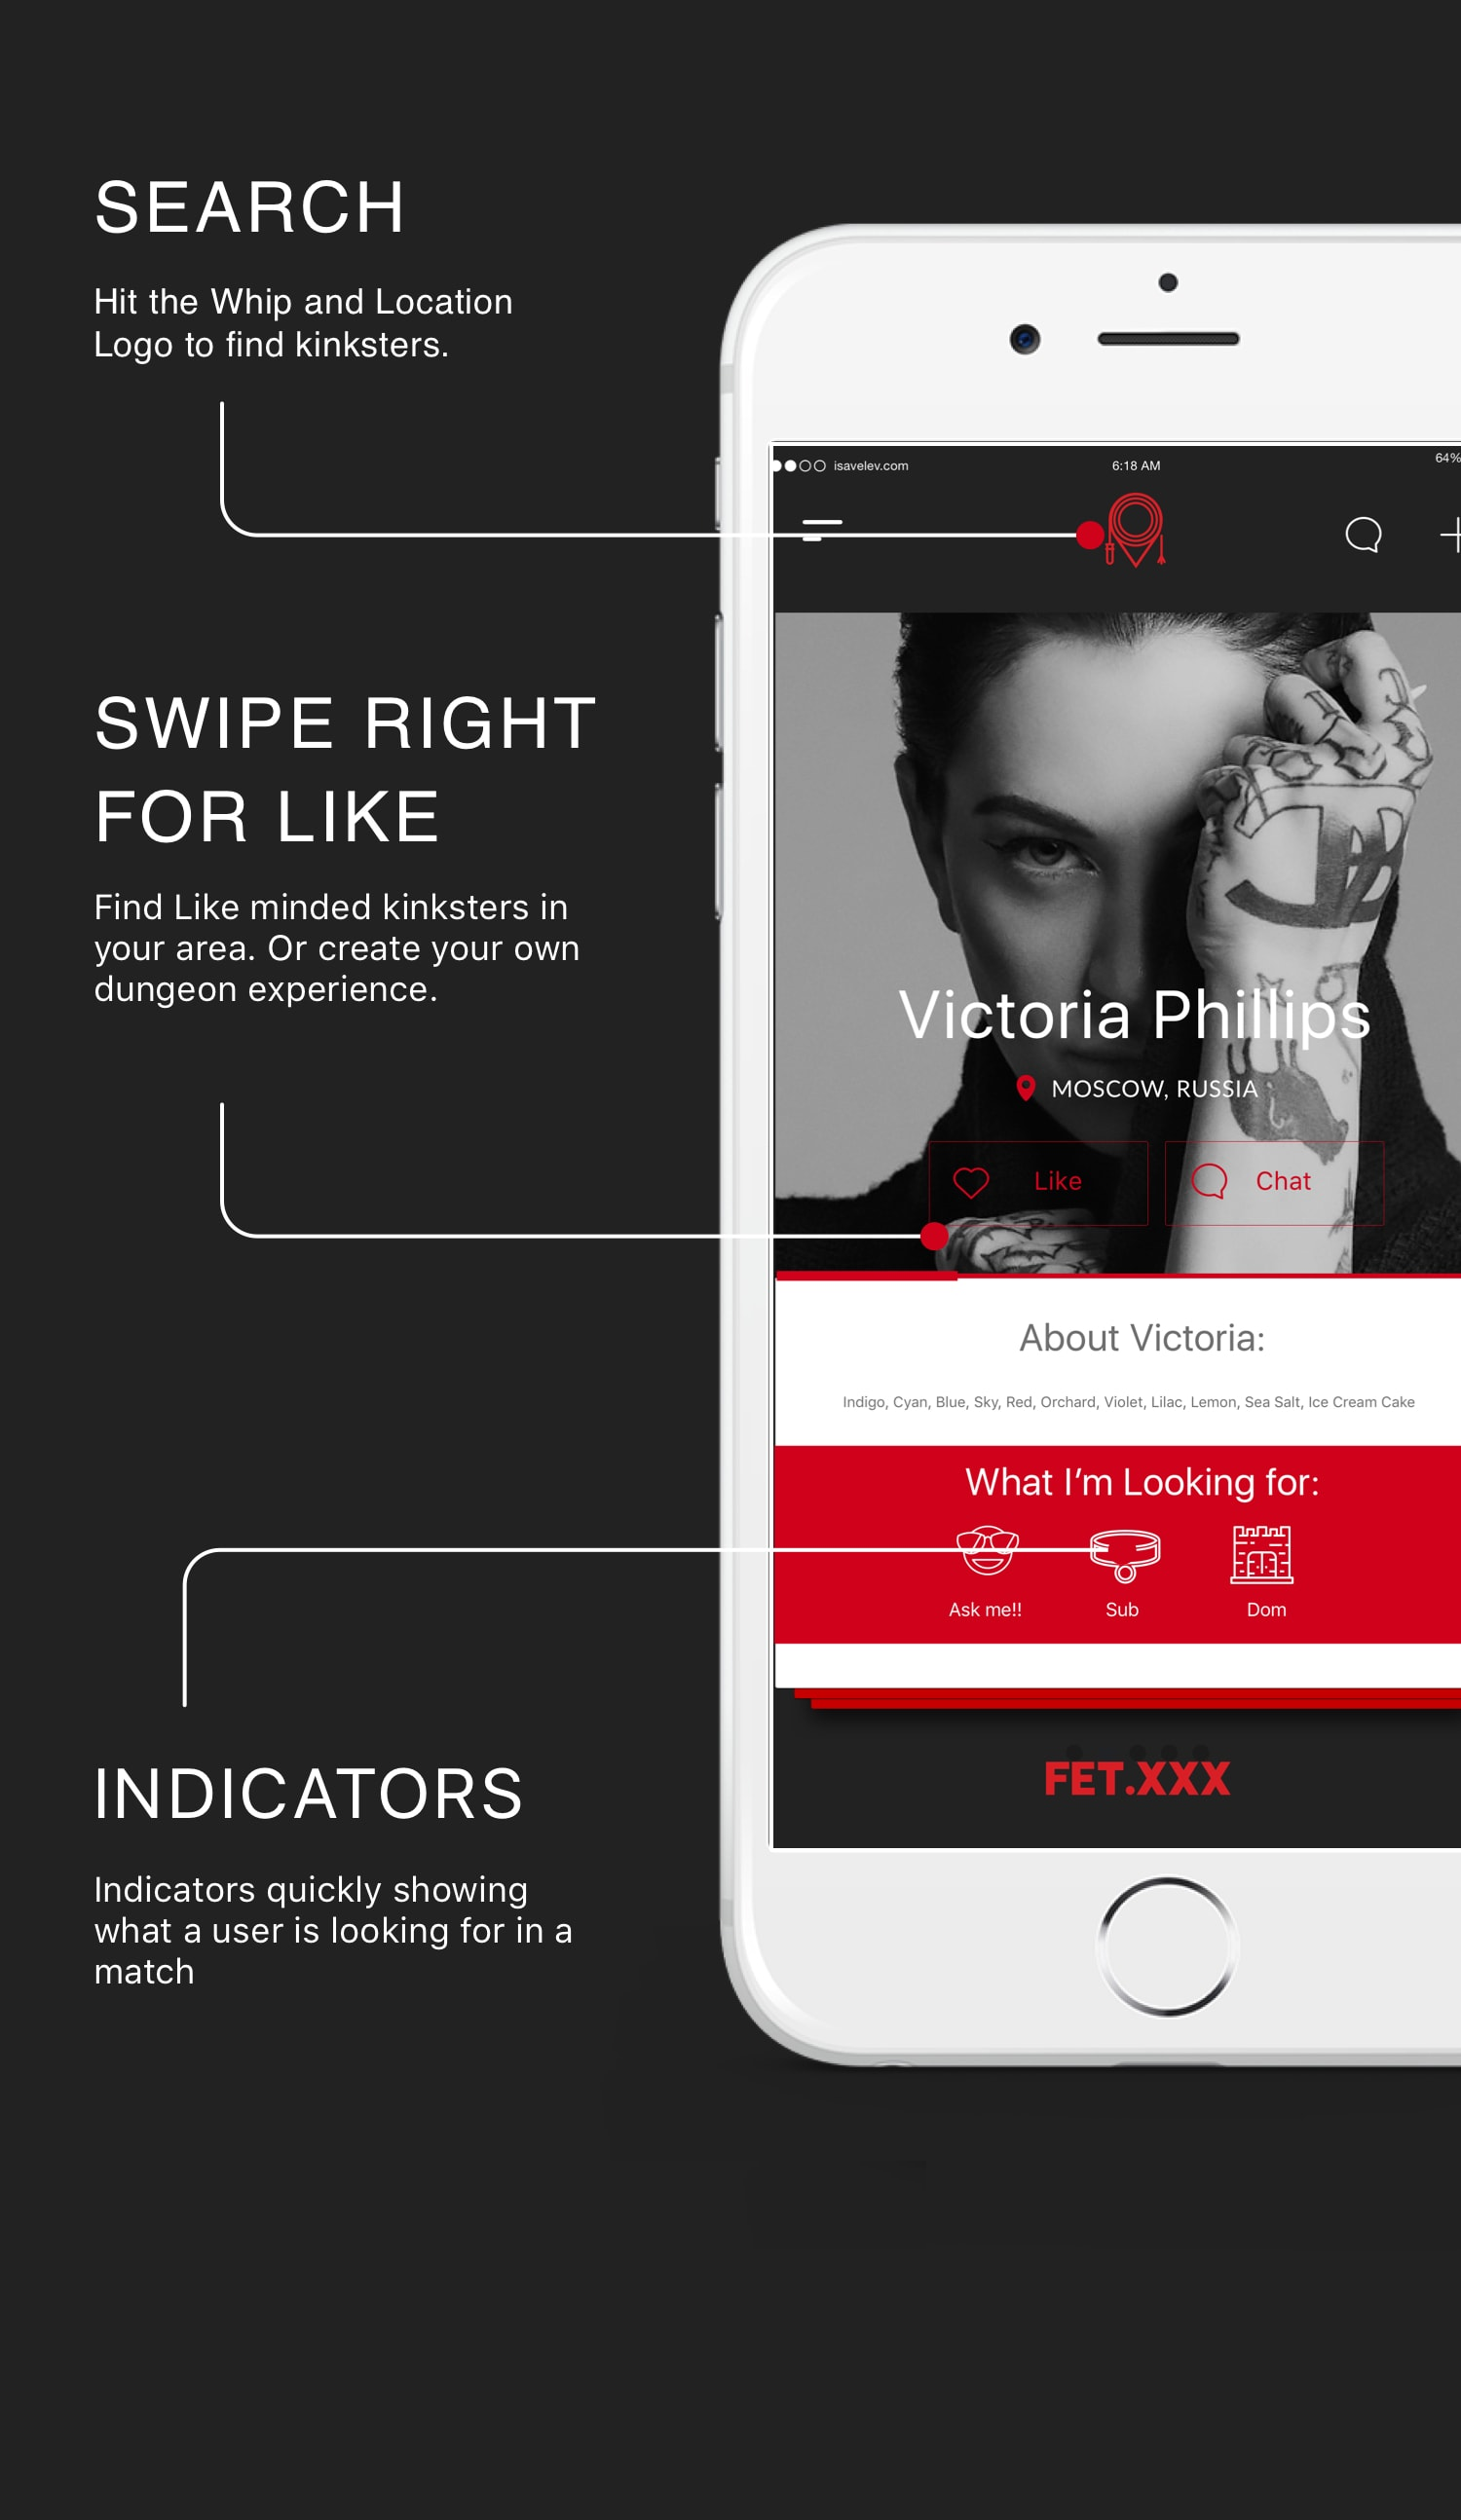 SEARCH
Hit the Whip and Location
Logo to find kinksters.
SWIPE RIGHT
FOR LIKE
Find Like minded kinksters in
your area. Or create your own
dungeon experience.
INDICATORS
Indicators quickly showing
what a user is looking for in a
match
isavelev.com
6:18 AM
64%
Victoria Phillips
MOSCOW, RUSSIA
Like
Chat
About Victoria:
Indigo, Cyan, Blue, Sky, Red, Orchard, Violet, Lilac, Lemon, Sea Salt, Ice Cream Cake
What I’m Looking for:
Ask me!!
Sub
Dom
FET.XXX